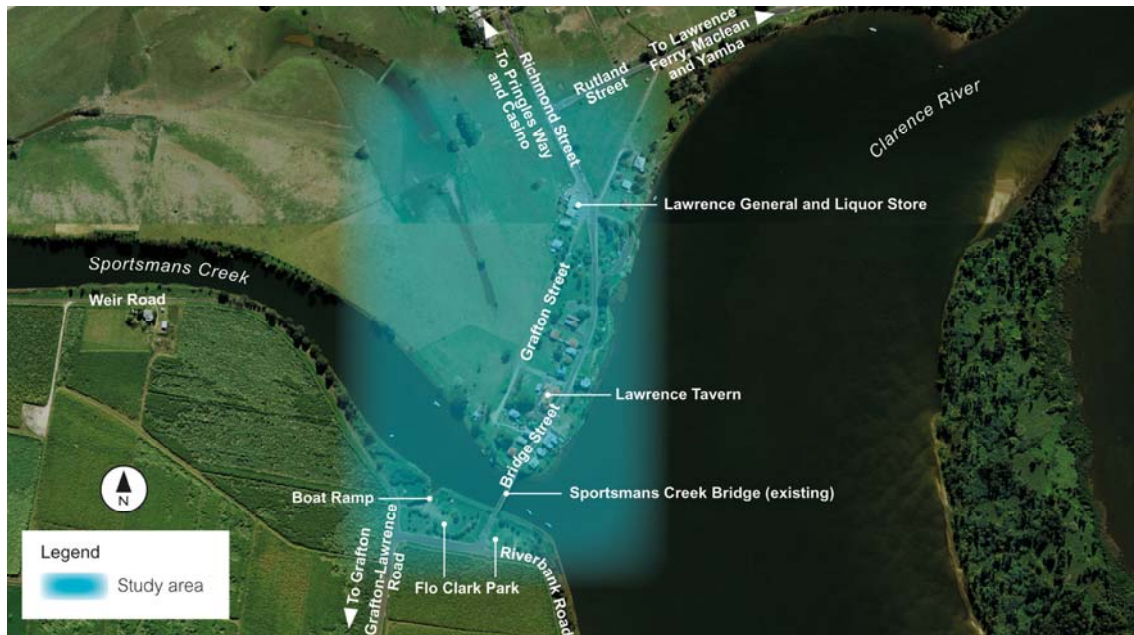 To Lawrence
Ferry, Maclean
and Yamba
Rutland
Street
Richmond Street
To Pringles Way
and Casino
Clarence River
Lawrence General and Liquor Store
Sportsmans Creek
Weir Road
Grafton Street
Lawrence Tavern
Bridge Street
Boat Ramp
Sportsmans Creek Bridge (existing)
N
Grafton-Lawrence
Road
To Grafton
Flo Clark Park
Riverbank Road
Legend
Study area